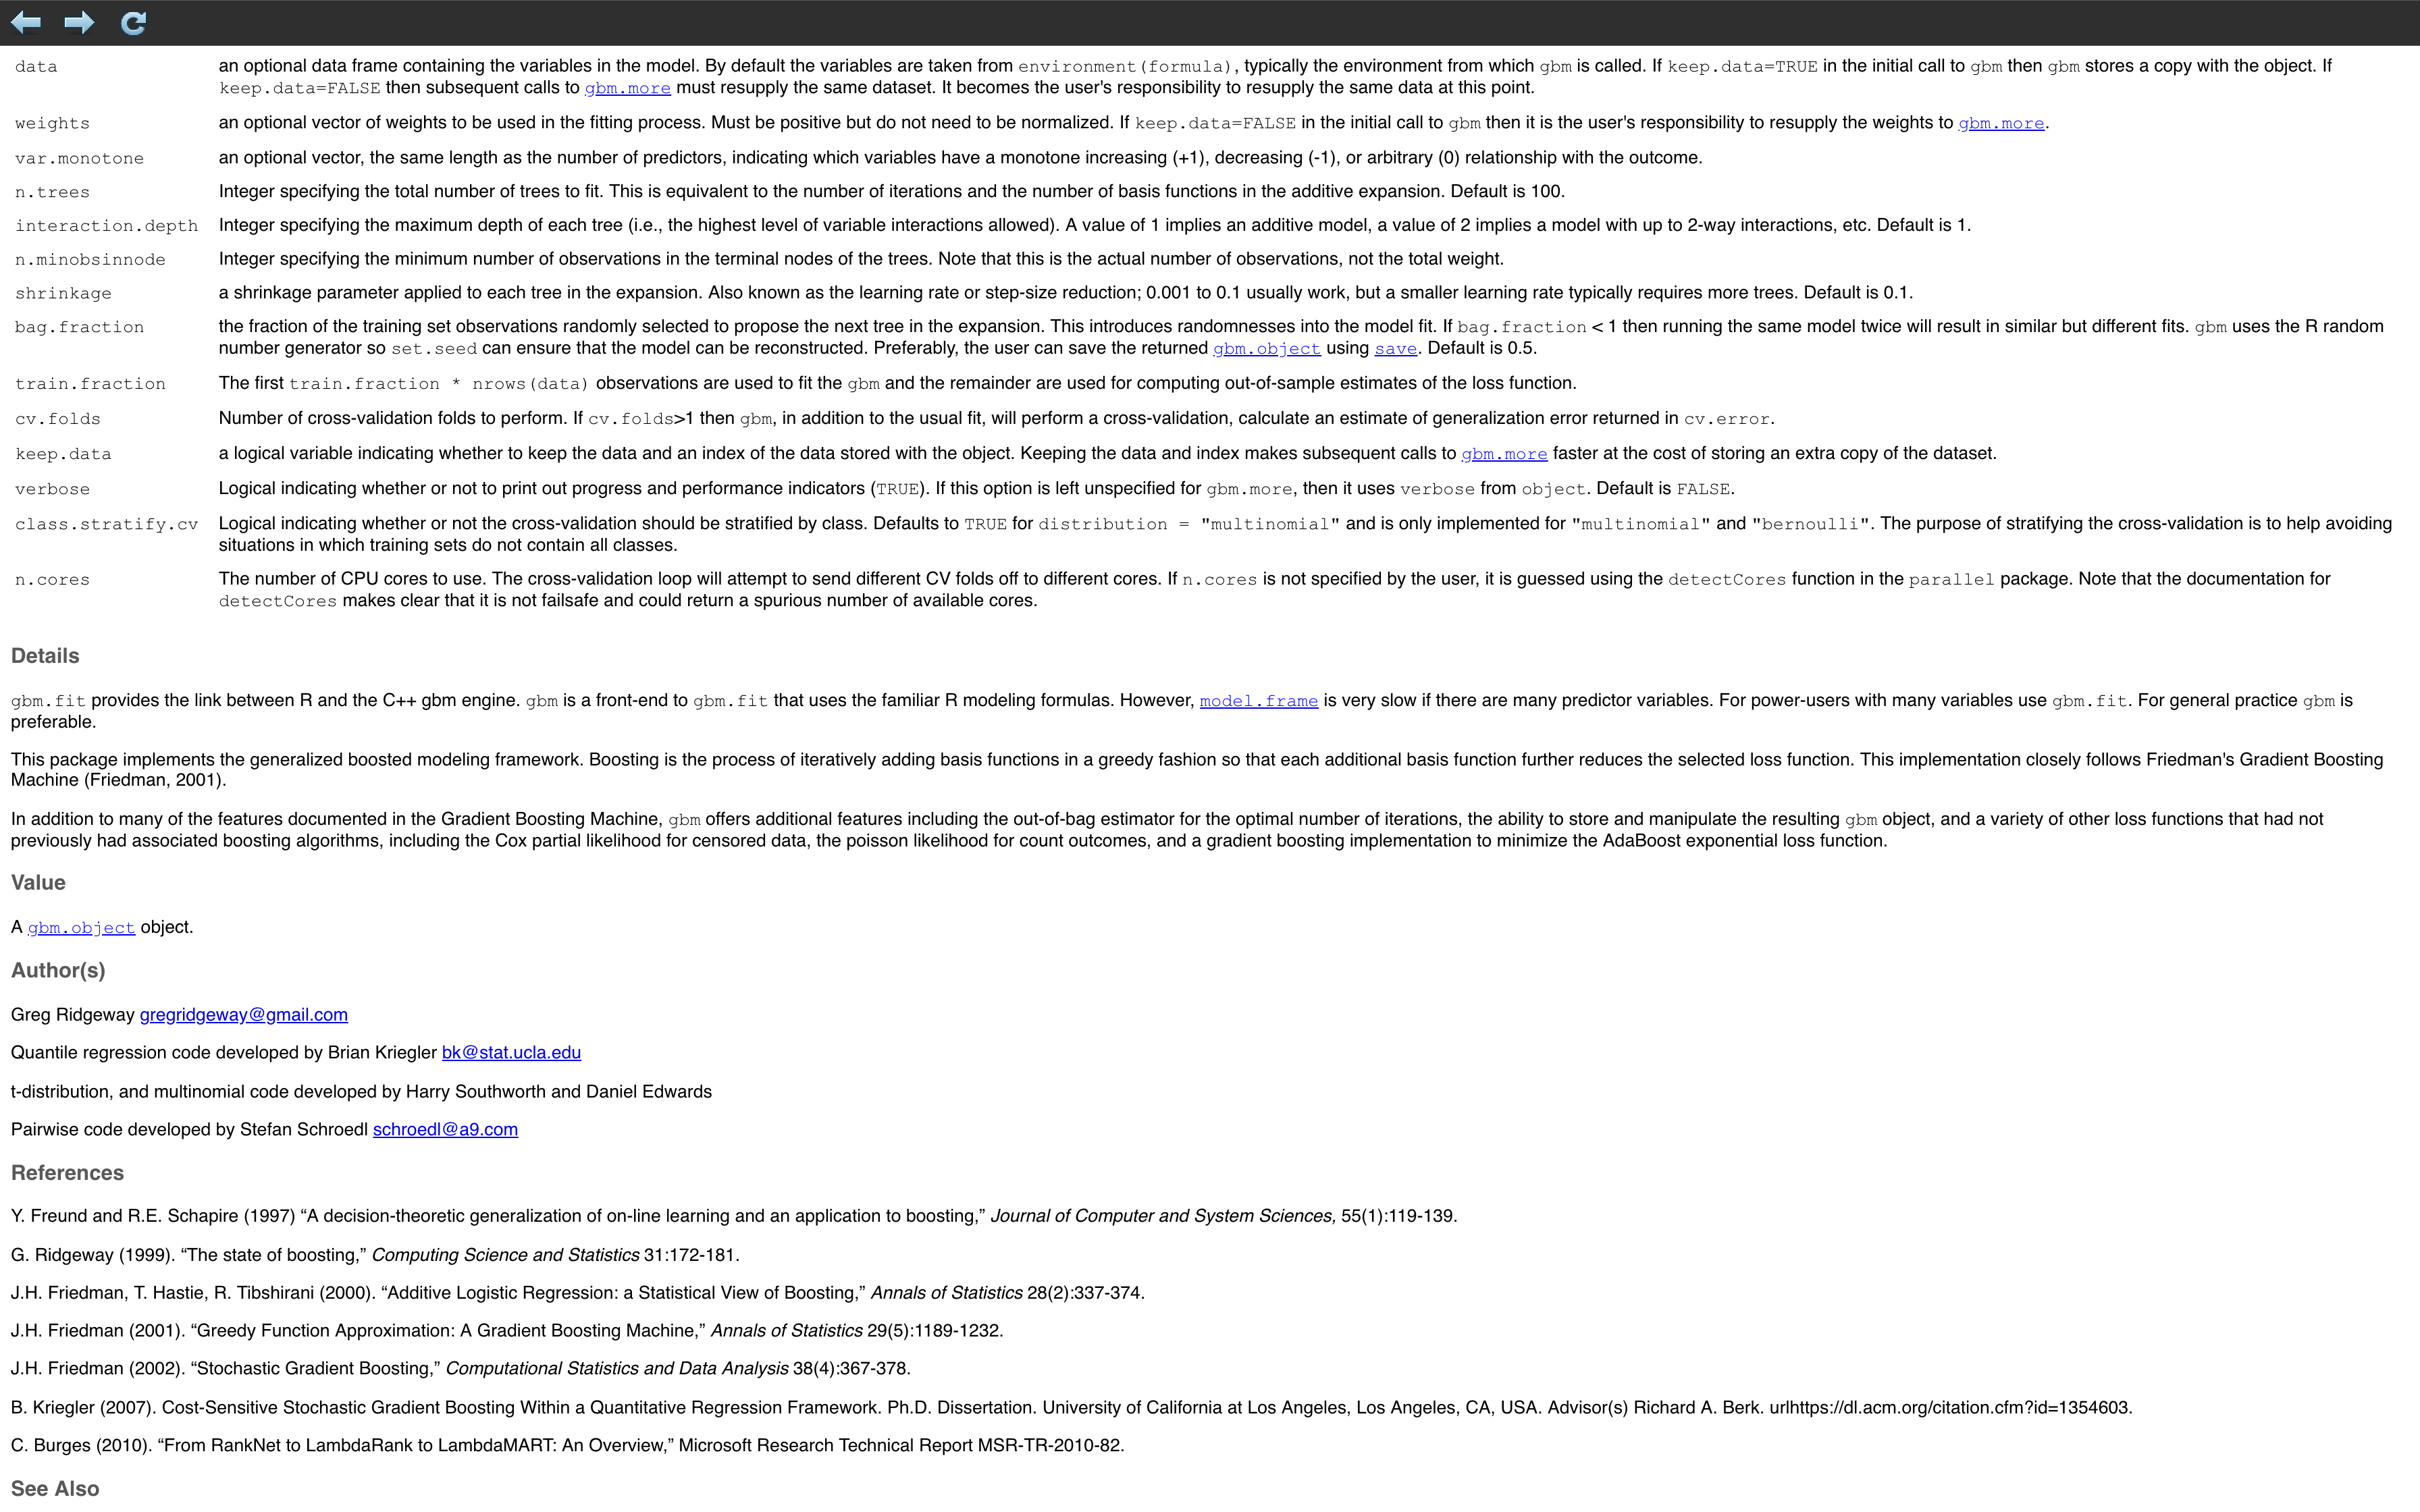 data an optional data frame containing the variables in the model. By default the variables are taken from environment(formula), typically the environment from which gbm is called. If keep.data=TRUE in the initial call to gbm then gbm stores a copy with the object. If
keep.data=FALSE then subsequent calls to gbm.more must resupply the same dataset. It becomes the user's responsibility to resupply the same data at this point.
weights an optional vector of weights to be used in the fitting process. Must be positive but do not need to be normalized. If keep.data=FALSE in the initial call to gbm then it is the user's responsibility to resupply the weights to gbm.more.
var.monotone an optional vector, the same length as the number of predictors, indicating which variables have a monotone increasing (+1), decreasing (-1), or arbitrary (0) relationship with the outcome.
n.trees Integer specifying the total number of trees to fit. This is equivalent to the number of iterations and the number of basis functions in the additive expansion. Default is 100.
interaction.depth Integer specifying the maximum depth of each tree (i.e., the highest level of variable interactions allowed). A value of 1 implies an additive model, a value of 2 implies a model with up to 2-way interactions, etc. Default is 1.
n.minobsinnode Integer specifying the minimum number of observations in the terminal nodes of the trees. Note that this is the actual number of observations, not the total weight.
shrinkage a shrinkage parameter applied to each tree in the expansion. Also known as the learning rate or step-size reduction; 0.001 to 0.1 usually work, but a smaller learning rate typically requires more trees. Default is 0.1.
bag.fraction the fraction of the training set observations randomly selected to propose the next tree in the expansion. This introduces randomnesses into the model fit. If bag.fraction < 1 then running the same model twice will result in similar but different fits. gbm uses the R random
number generator so set.seed can ensure that the model can be reconstructed. Preferably, the user can save the returned gbm.object using save. Default is 0.5.
train.fraction The first train.fraction * nrows(data) observations are used to fit the gbm and the remainder are used for computing out-of-sample estimates of the loss function.
cv.folds Number of cross-validation folds to perform. If cv.folds>1 then gbm, in addition to the usual fit, will perform a cross-validation, calculate an estimate of generalization error returned in cv.error.
keep.data a logical variable indicating whether to keep the data and an index of the data stored with the object. Keeping the data and index makes subsequent calls to gbm.more faster at the cost of storing an extra copy of the dataset.
verbose Logical indicating whether or not to print out progress and performance indicators (TRUE). If this option is left unspecified for gbm.more, then it uses verbose from object. Default is FALSE.
class.stratify.cv Logical indicating whether or not the cross-validation should be stratified by class. Defaults to TRUE for distribution = "multinomial" and is only implemented for "multinomial" and "bernoulli". The purpose of stratifying the cross-validation is to help avoiding
situations in which training sets do not contain all classes.
n.cores The number of CPU cores to use. The cross-validation loop will attempt to send different CV folds off to different cores. If n.cores is not specified by the user, it is guessed using the detectCores function in the parallel package. Note that the documentation for
detectCores makes clear that it is not failsafe and could return a spurious number of available cores.
Details
gbm.fit provides the link between R and the C++ gbm engine. gbm is a front-end to gbm.fit that uses the familiar R modeling formulas. However, model.frame is very slow if there are many predictor variables. For power-users with many variables use gbm.fit. For general practice gbm is
preferable.
This package implements the generalized boosted modeling framework. Boosting is the process of iteratively adding basis functions in a greedy fashion so that each additional basis function further reduces the selected loss function. This implementation closely follows Friedman's Gradient Boosting
Machine (Friedman, 2001).
In addition to many of the features documented in the Gradient Boosting Machine, gbm offers additional features including the out-of-bag estimator for the optimal number of iterations, the ability to store and manipulate the resulting gbm object, and a variety of other loss functions that had not
previously had associated boosting algorithms, including the Cox partial likelihood for censored data, the poisson likelihood for count outcomes, and a gradient boosting implementation to minimize the AdaBoost exponential loss function.
Value
A gbm.object object.
Author(s)
Greg Ridgeway gregridgeway@gmail.com
Quantile regression code developed by Brian Kriegler bk@stat.ucla.edu
t-distribution, and multinomial code developed by Harry Southworth and Daniel Edwards
Pairwise code developed by Stefan Schroedl schroedl@a9.com
References
Y. Freund and R.E. Schapire (1997) “A decision-theoretic generalization of on-line learning and an application to boosting,” Journal of Computer and System Sciences, 55(1):119-139.
G. Ridgeway (1999). “The state of boosting,” Computing Science and Statistics 31:172-181.
J.H. Friedman, T. Hastie, R. Tibshirani (2000). “Additive Logistic Regression: a Statistical View of Boosting,” Annals of Statistics 28(2):337-374.
J.H. Friedman (2001). “Greedy Function Approximation: A Gradient Boosting Machine,” Annals of Statistics 29(5):1189-1232.
J.H. Friedman (2002). “Stochastic Gradient Boosting,” Computational Statistics and Data Analysis 38(4):367-378.
B. Kriegler (2007). Cost-Sensitive Stochastic Gradient Boosting Within a Quantitative Regression Framework. Ph.D. Dissertation. University of California at Los Angeles, Los Angeles, CA, USA. Advisor(s) Richard A. Berk. urlhttps://dl.acm.org/citation.cfm?id=1354603.
C. Burges (2010). “From RankNet to LambdaRank to LambdaMART: An Overview,” Microsoft Research Technical Report MSR-TR-2010-82.
See Also